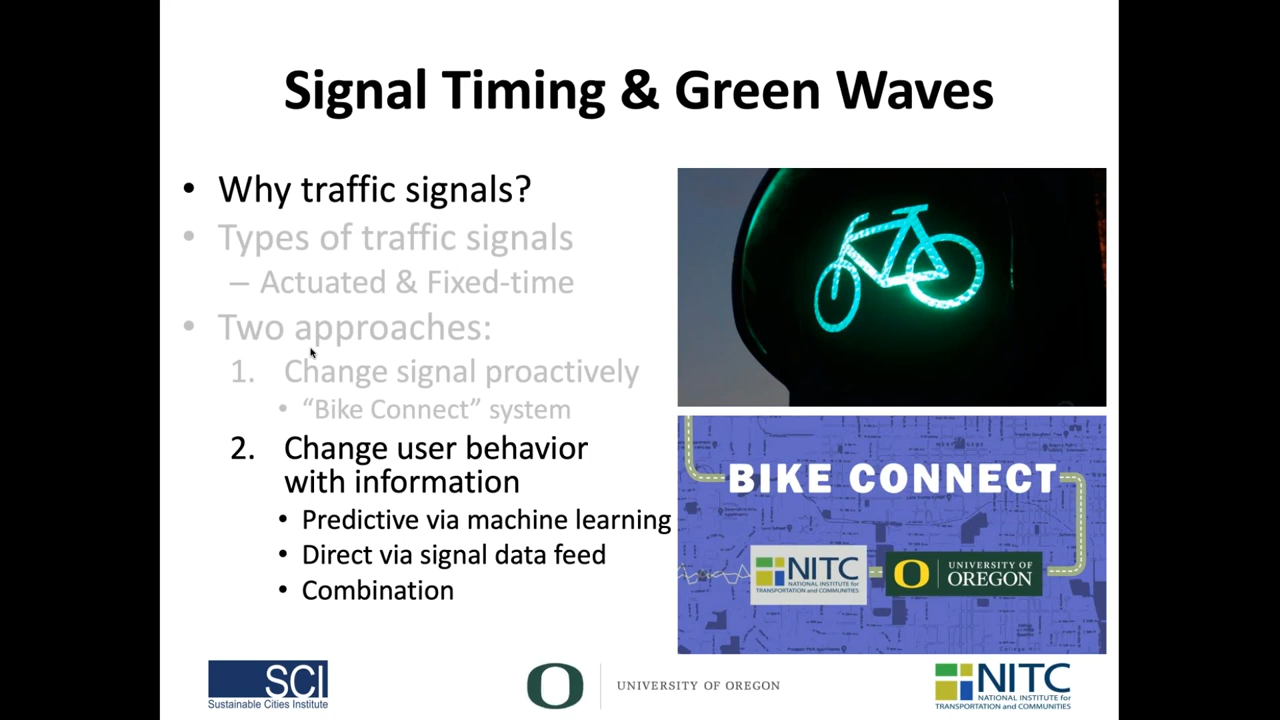 Signal Timing & Green Waves
• Why traffic signals?
• Types of traffic signals
– Actuated & Fixed-time
• Two approaches:
1. Change signal proactively
• “Bike Connect” system
2. Change user behavior
with information
• Predictive via machine learning
• Direct via signal data feed
• Combination
BIKE CONNECT
NITC
NATIONAL INSTITUTE for
TRANSPORTATION and COMMUNITIES
O
UNIVERSITY OF
OREGON
SCI
Sustainable Cities Institute
O
UNIVERSITY OF OREGON
NITC
NATIONAL INSTITUTE for
TRANSPORTATION and COMMUNITIES